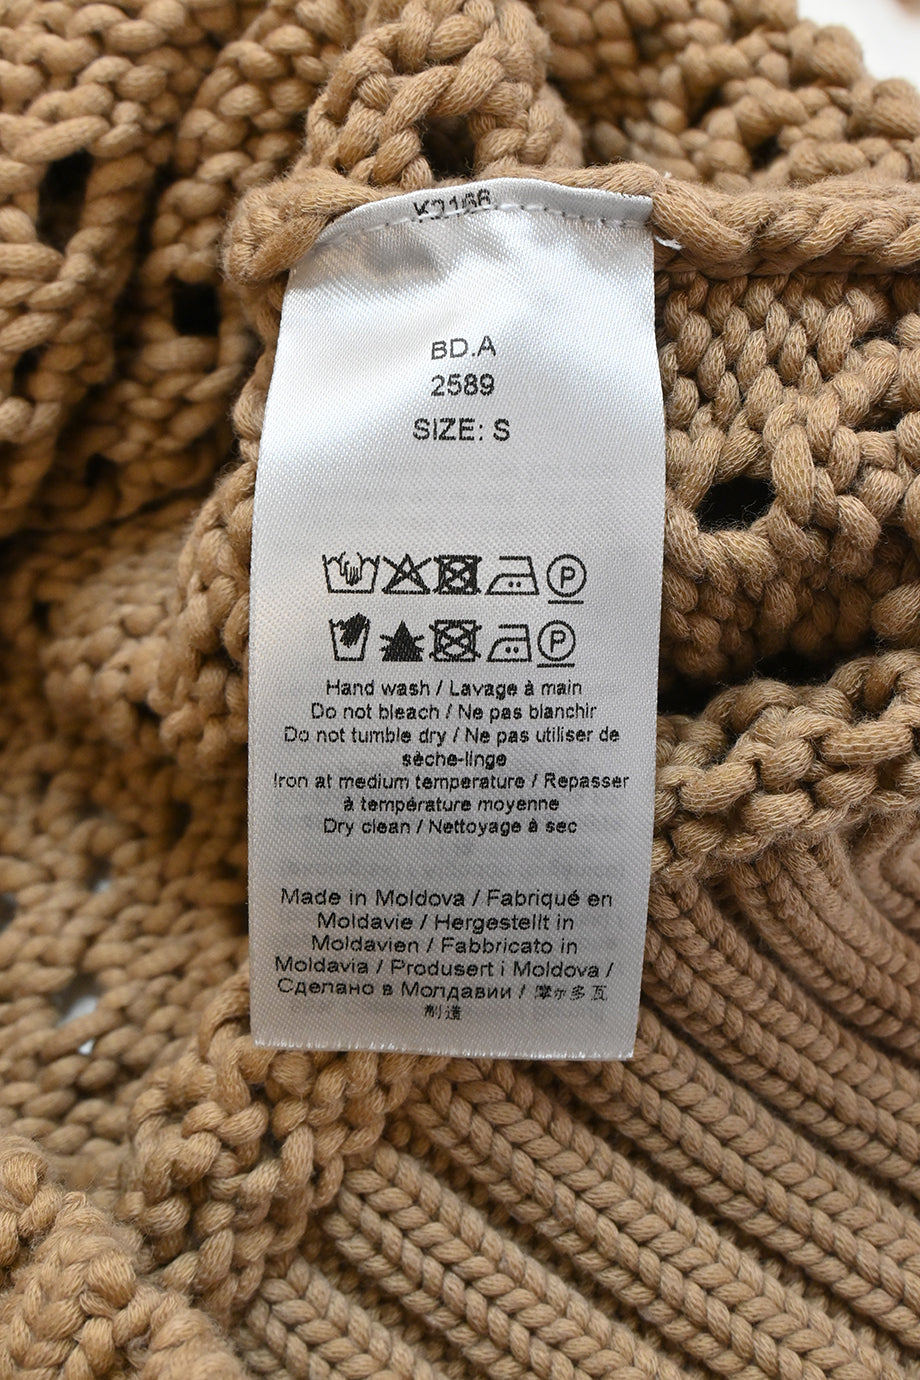 K2166
BD.A
2589
SIZE: S
P
P
Hand wash / Lavage à main
Do not bleach / Ne pas blanchir
Do not tumble dry / Ne pas utiliser de
sèche-linge
Iron at medium temperature / Repasser
à température moyenne
Dry clean / Nettoyage à sec
Made in Moldova / Fabriqué en
Moldavie / Hergestellt in
Moldavien / Fabbricato in
Moldavia / Produsert i Moldova /
Сделано в Молдавии / 摩尔多瓦
制造